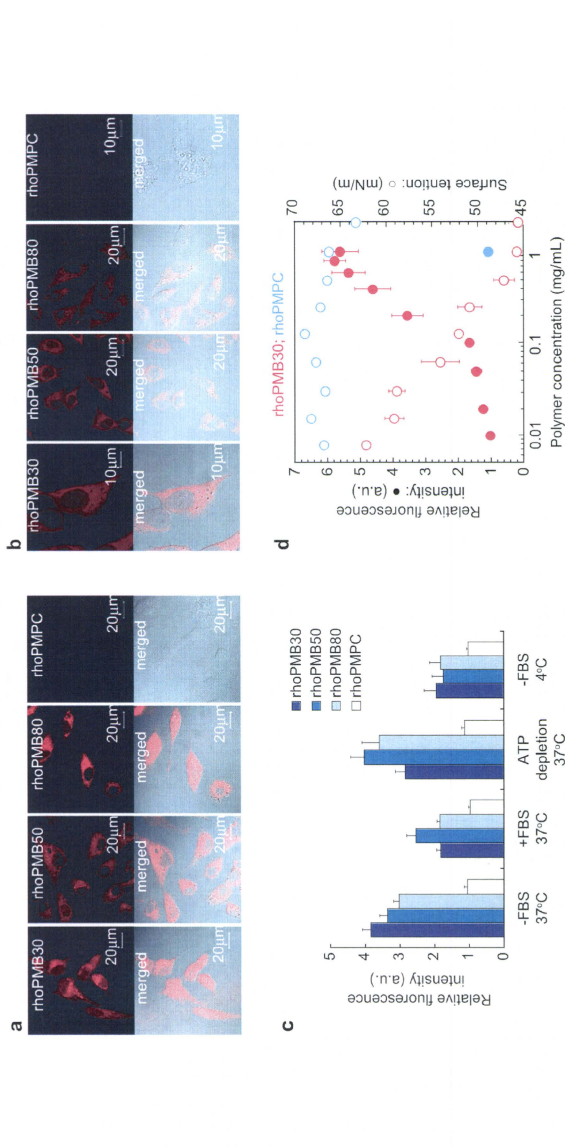 a
rhoPMB30 rhoPMB50 rhoPMB80 rhoPMPC
20μm 20μm 20μm 20μm
merged merged merged merged
20μm 20μm 20μm 20μm
b
rhoPMB30 rhoPMB50 rhoPMB80 rhoPMPC
10μm 20μm 20μm 10μm
merged merged merged merged
10μm 20μm 20μm 10μm
c
Relative fluorescence
intensity (a.u.)
5
4
3
2
1
0
rhoPMB30
rhoPMB50
rhoPMB80
rhoPMPC
-FBS
37°C
+FBS
37°C
ATP
depletion
37°C
-FBS
4°C
d
rhoPMB30; rhoPMPC
Relative fluorescence
intensity: ● (a.u.)
7
6
5
4
3
2
1
0
Surface tention: ○ (mN/m)
70
65
60
55
50
45
0.01 0.1 1
Polymer concentration (mg/mL)